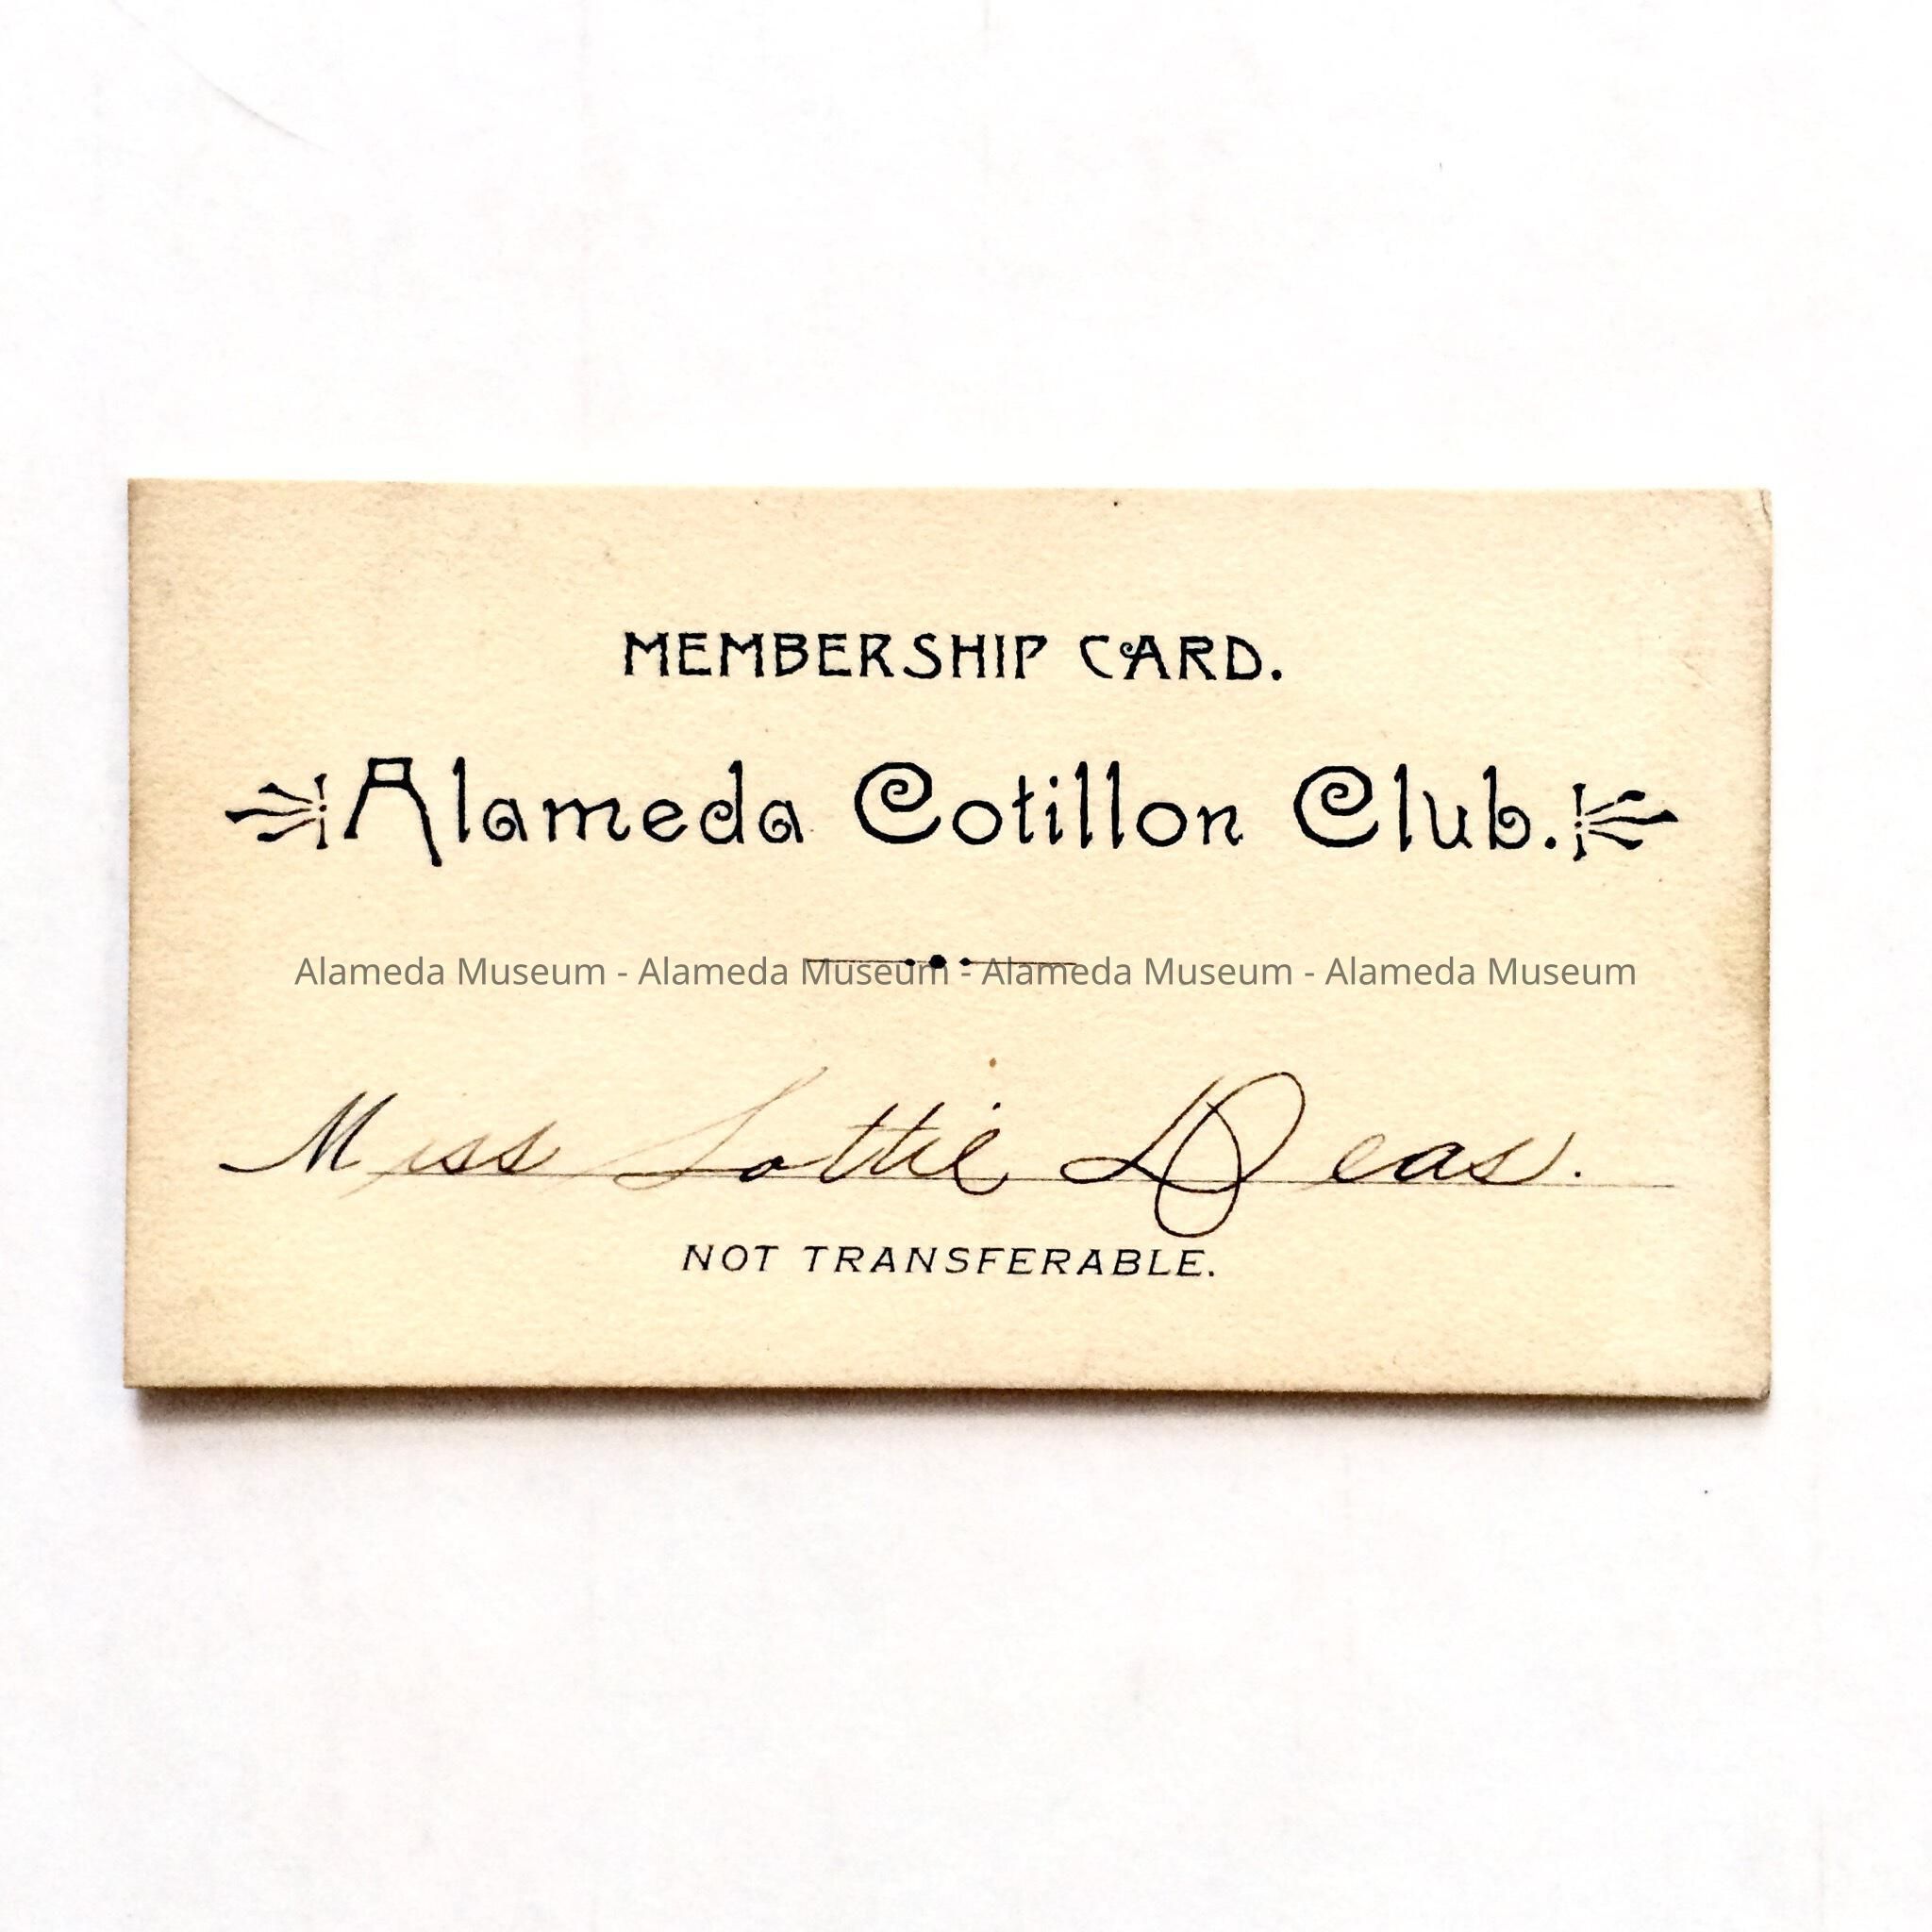 MEMBERSHIP CARD.
Alameda Cotillon Club.
Alameda Museum - Alameda Museum - Alameda Museum - Alameda Museum
Miss Lottie Deas.
NOT TRANSFERABLE.